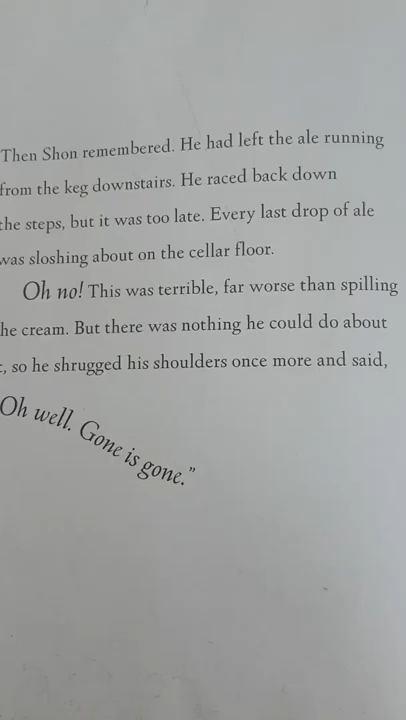 Then Shon remembered. He had left the ale running
from the keg downstairs. He raced back down
the steps, but it was too late. Every last drop of ale
was sloshing about on the cellar floor.
Oh no! This was terrible, far worse than spilling
he cream. But there was nothing he could do about
, so he shrugged his shoulders once more and said,
Oh well. Gone is gone."